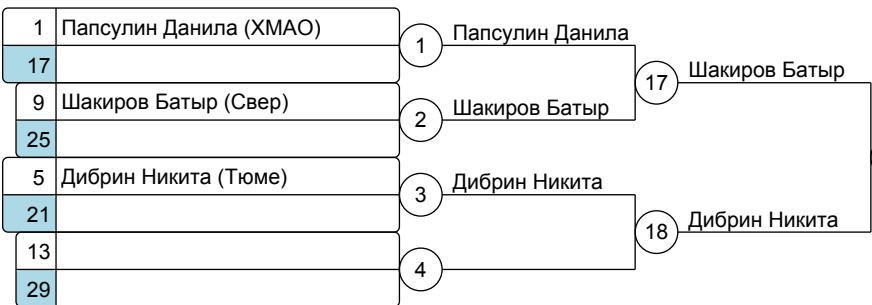 1 Папсулин Данила (ХМАО)
17
1 Папсулин Данила
9 Шакиров Батыр (Свер)
25
2 Шакиров Батыр
17 Шакиров Батыр
5 Дибрин Никита (Тюме)
21
3 Дибрин Никита
13
29
4
18 Дибрин Никита